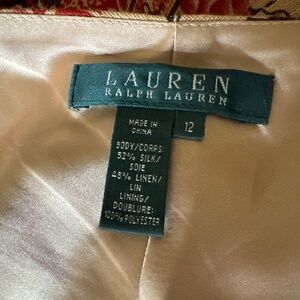 LAUREN
RALPH LAUREN
MADE IN
CHINA
12
BODY/CORPS:
52% SILK/
SOIE
48% LINEN/
LIN
LINING/
DOUBLURE:
100% POLYESTER